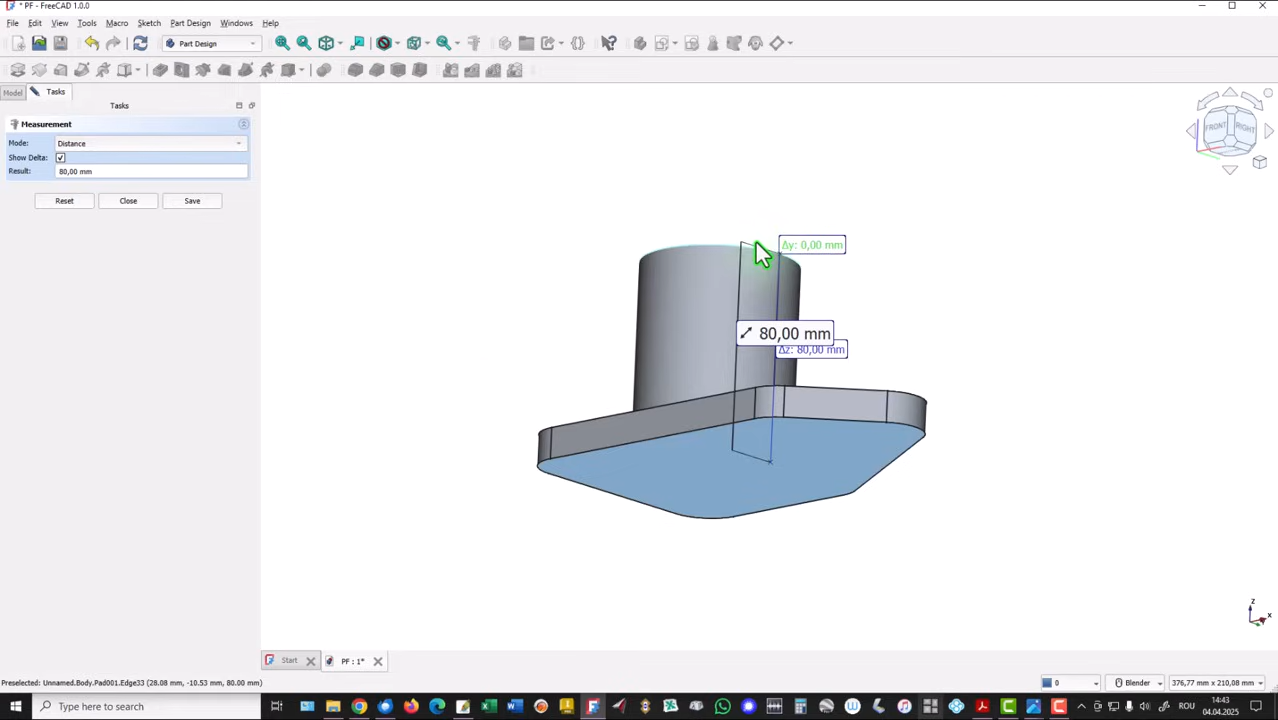 * PF - FreeCAD 1.0.0
File Edit View Tools Macro Sketch Part Design Windows Help
Part Design
Model Tasks
Tasks
Measurement
Mode: Distance
Show Delta:
Result: 80,00 mm
Reset Close Save
FRONT RIGHT
Δy: 0,00 mm
80,00 mm
Δz: 80,00 mm
z
x
Start PF : 1*
Preselected: Unnamed.Body.Pad001.Edge33 (28.08 mm, -10.53 mm, 80.00 mm)
0 Blender 376,77 mm x 210,08 mm
Type here to search
ROU
14:43
04.04.2025